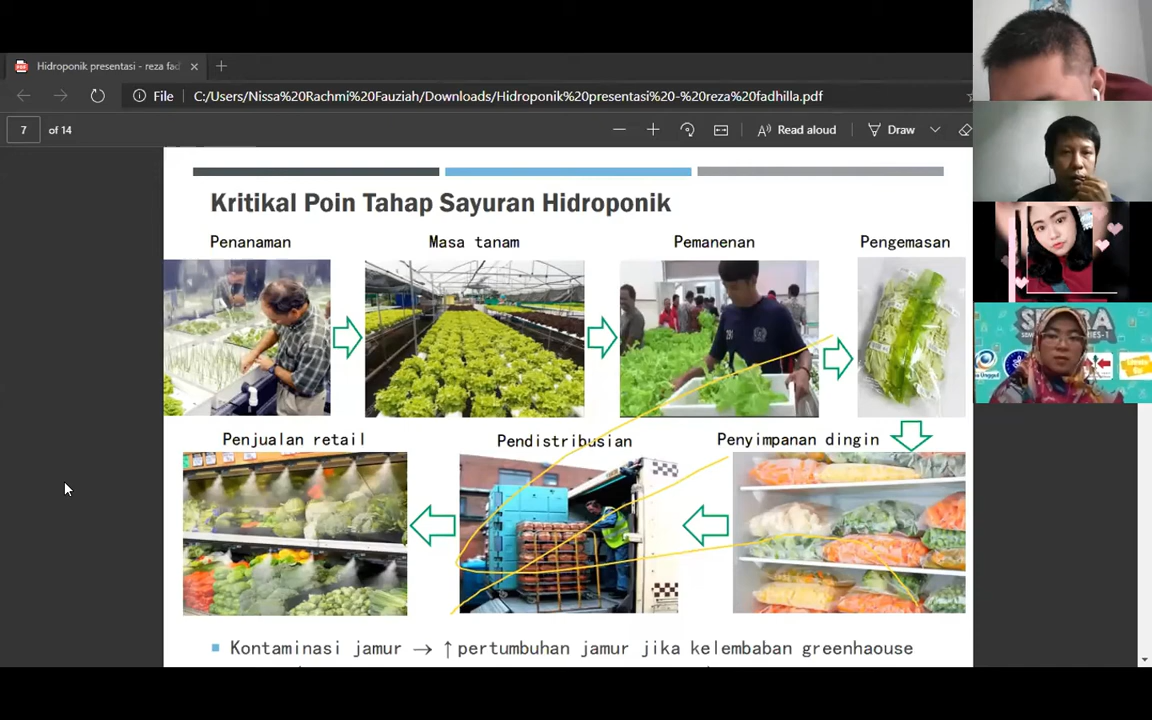 Hidroponik presentasi - reza fad
File
C:/Users/Nissa%20Rachmi%20Fauziah/Downloads/Hidroponik%20presentasi%20-%20reza%20fadhilla.pdf
7 of 14
Read aloud
Draw
Kritikal Poin Tahap Sayuran Hidroponik
Penanaman
Masa tanam
Pemanenan
Pengemasan
Penjualan retail
Pendistribusian
Penyimpanan dingin
Kontaminasi jamur → ↑ pertumbuhan jamur jika kelembaban greenhaouse